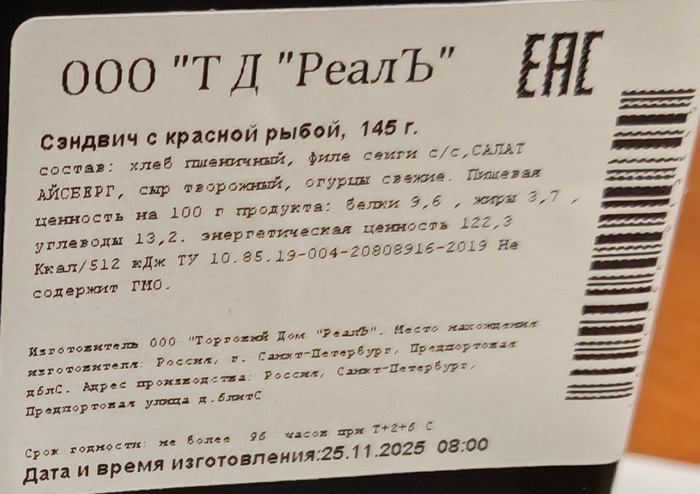 ООО "Т Д "РеалЪ"
ЕАС
Сэндвич с красной рыбой, 145 г.
состав: хлеб пшеничный, филе семги с/с,САЛАТ
АЙСБЕРГ, сыр творожный, огурцы свежие. Пищевая
ценность на 100 г продукта: белки 9,6 , жиры 3,7 ,
углеводы 13,2. энергетическая ценность 122,3
Ккал/512 кДж ТУ 10.85.19-004-20808916-2019 Не
содержит ГМО.
Изготовитель ООО "Торговый Дом "РеалЪ". Место нахождения
изготовителя: Россия, г. Санкт-Петербург, Предпортовая
д6лС. Адрес производства: Россия, Санкт-Петербург,
Предпортовая улица д.6литС
Срок годности: не более 96 часов при Т+2+6 С
Дата и время изготовления:25.11.2025 08:00